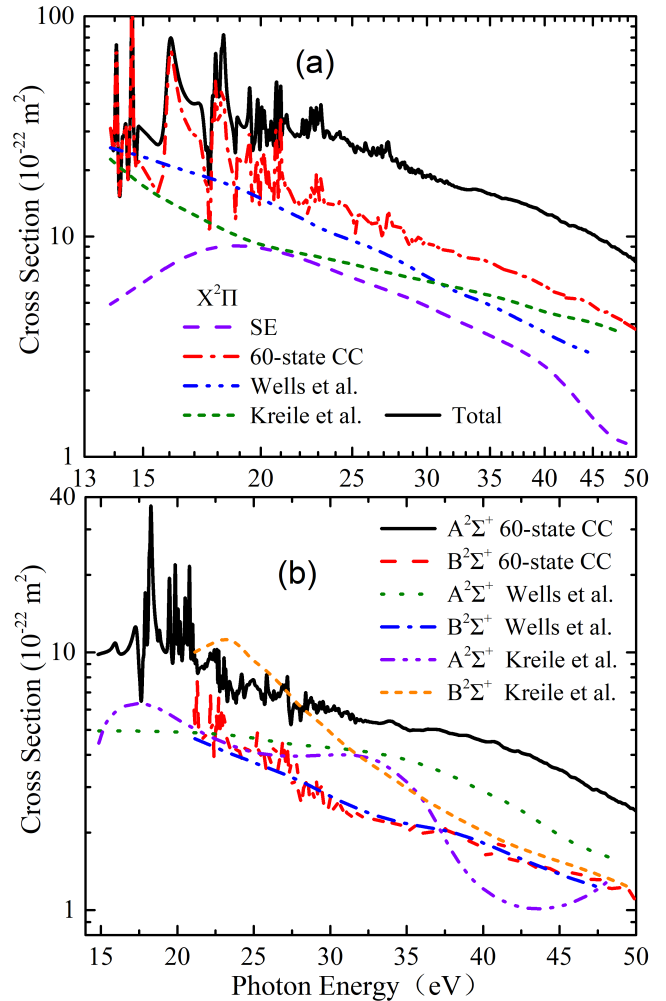 100
(a)
10
Cross Section (10⁻²² m²)
X²Π
SE
60-state CC
Wells et al.
Kreile et al.
Total
1
13 15 20 25 30 35 40 45 50
40
(b)
A²Σ⁺ 60-state CC
B²Σ⁺ 60-state CC
A²Σ⁺ Wells et al.
B²Σ⁺ Wells et al.
A²Σ⁺ Kreile et al.
B²Σ⁺ Kreile et al.
10
Cross Section (10⁻²² m²)
1
15 20 25 30 35 40 45 50
Photon Energy（eV）